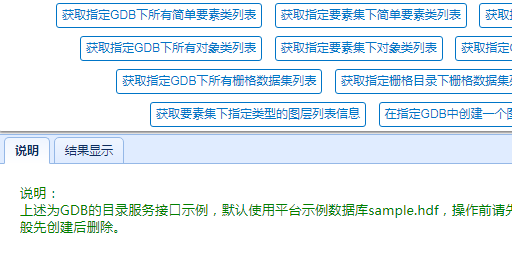 获取指定GDB下所有简单要素类列表 获取指定要素集下简单要素类列表 获取
获取指定GDB下所有对象类列表 获取指定要素集下对象类列表 获取指定G
获取指定GDB下所有栅格数据集列表 获取指定栅格目录下栅格数据集列
获取要素集下指定类型的图层列表信息 在指定GDB中创建一个图
说明 结果显示
说明：
上述为GDB的目录服务接口示例，默认使用平台示例数据库sample.hdf，操作前请先
般先创建后删除。